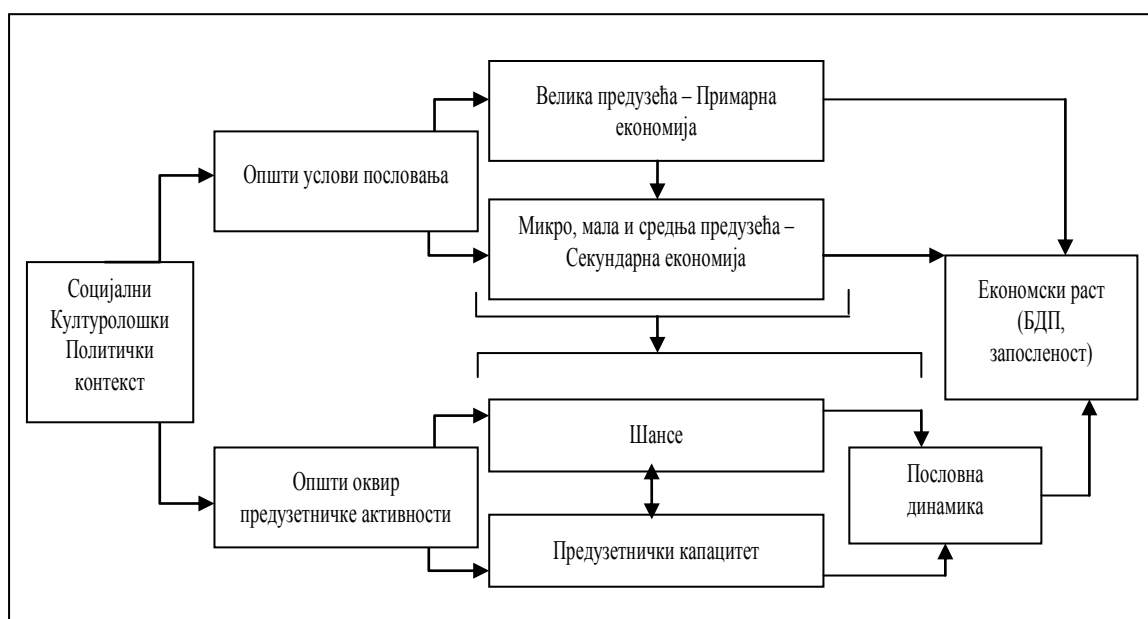 Велика предузећа – Примарна
економија
Општи услови пословања
Микро, мала и средња предузећа –
Секундарна економија
Социјални
Културолошки
Политички
контекст
Економски раст
(БДП,
запосленост)
Шансе
Општи оквир
предузетничке активности
Пословна
динамика
Предузетнички капацитет